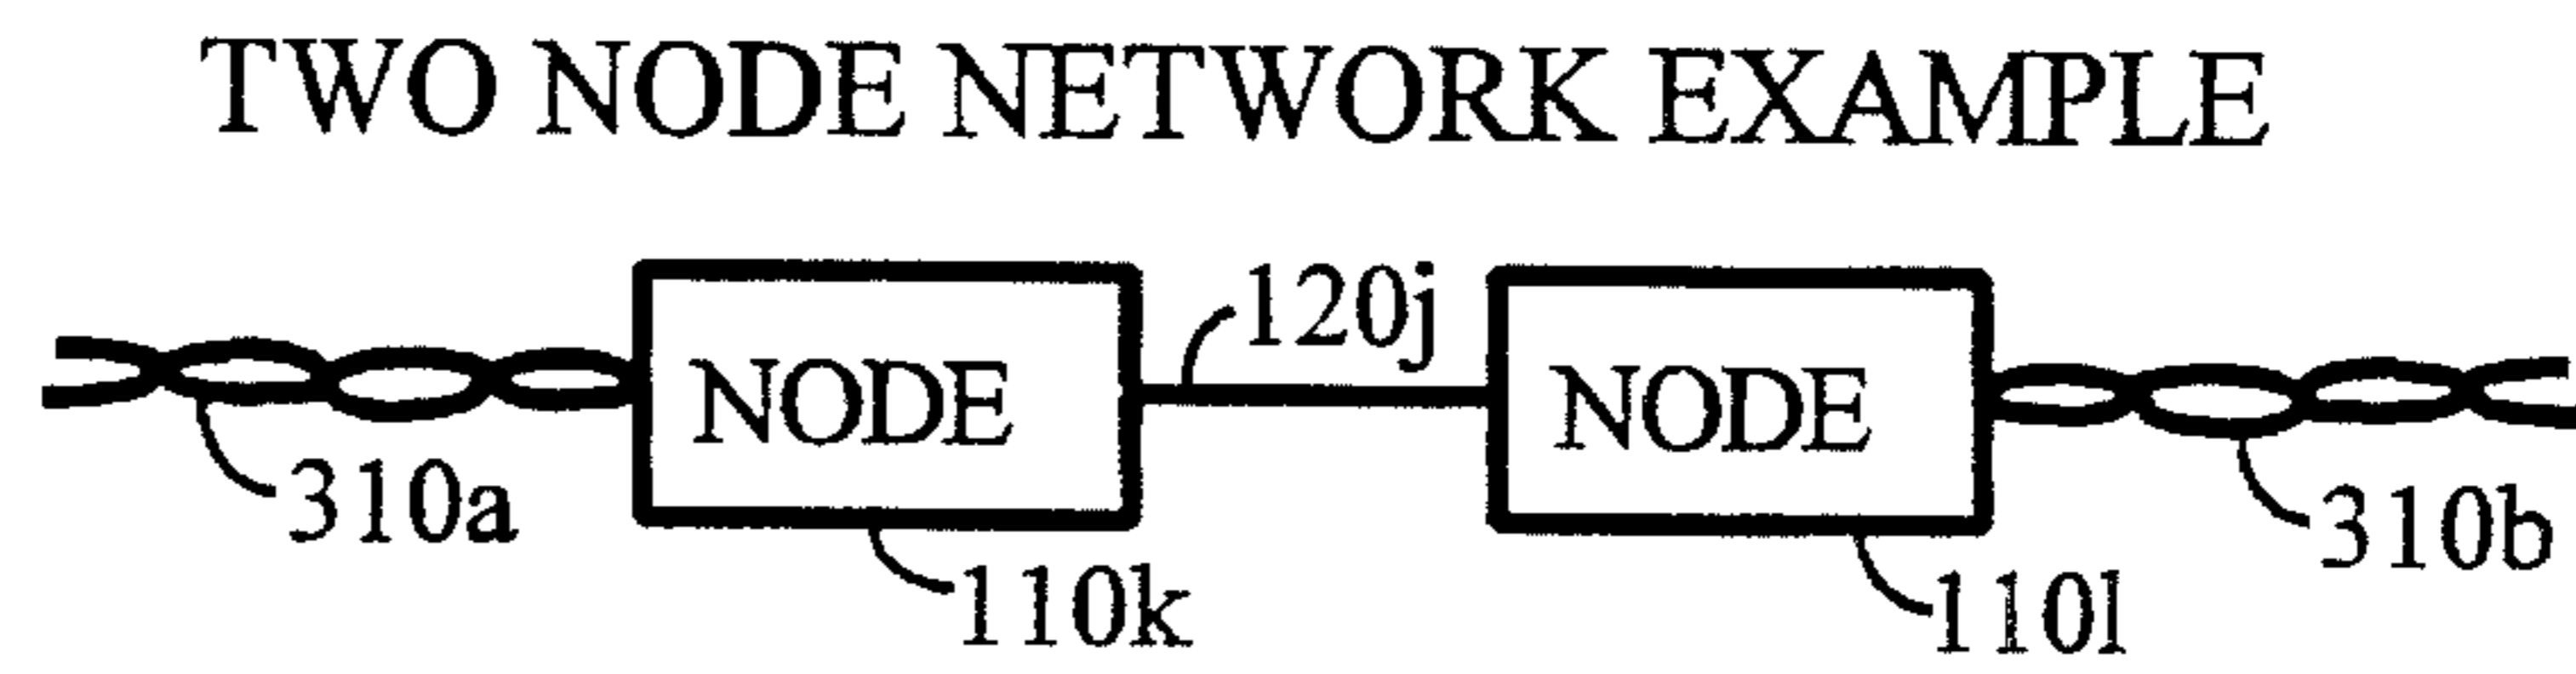 TWO NODE NETWORK EXAMPLE
120j
NODE
NODE
310a
310b
110k
110l